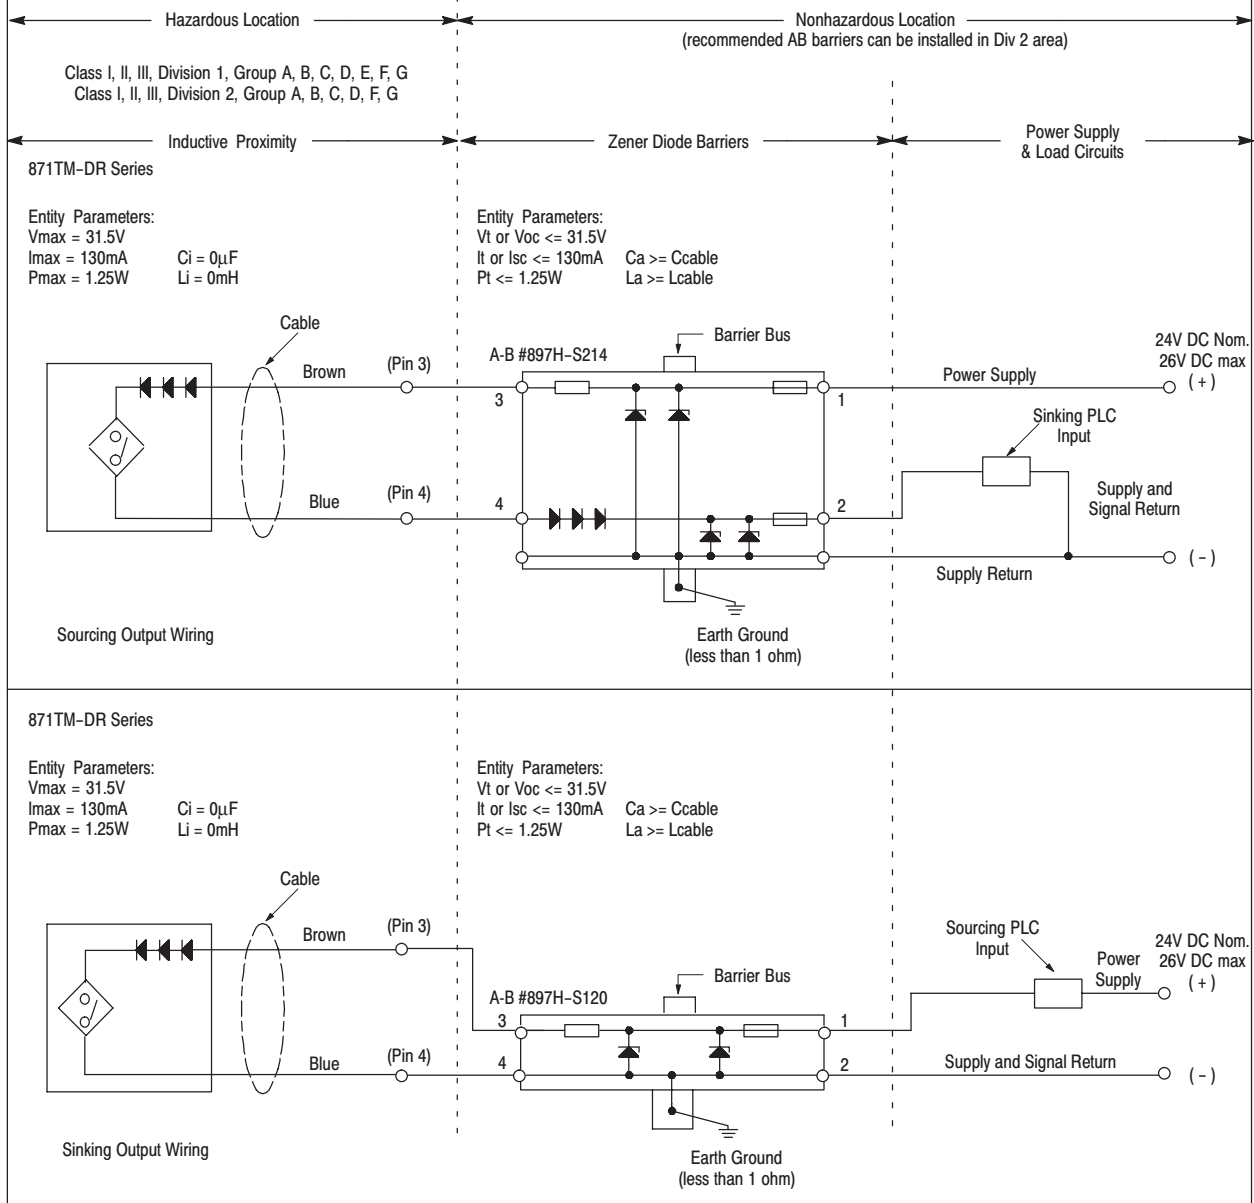 Hazardous Location
Nonhazardous Location
(recommended AB barriers can be installed in Div 2 area)
Class I, II, III, Division 1, Group A, B, C, D, E, F, G
Class I, II, III, Division 2, Group A, B, C, D, F, G
Inductive Proximity
Zener Diode Barriers
Power Supply
& Load Circuits
871TM-DR Series
Entity Parameters:
Vmax = 31.5V
Imax = 130mA Ci = 0μF
Pmax = 1.25W Li = 0mH
Entity Parameters:
Vt or Voc <= 31.5V
It or Isc <= 130mA Ca >= Ccable
Pt <= 1.25W La >= Lcable
Cable
Brown
(Pin 3)
Blue
(Pin 4)
A-B #897H-S214
Barrier Bus
3
1
4
2
24V DC Nom.
26V DC max
(+)
Power Supply
Sinking PLC
Input
Supply and
Signal Return
(-)
Supply Return
Sourcing Output Wiring
Earth Ground
(less than 1 ohm)
871TM-DR Series
Entity Parameters:
Vmax = 31.5V
Imax = 130mA Ci = 0μF
Pmax = 1.25W Li = 0mH
Entity Parameters:
Vt or Voc <= 31.5V
It or Isc <= 130mA Ca >= Ccable
Pt <= 1.25W La >= Lcable
Cable
Brown
(Pin 3)
Blue
(Pin 4)
A-B #897H-S120
Barrier Bus
3
1
4
2
Sourcing PLC
Input
Power
Supply
24V DC Nom.
26V DC max
(+)
Supply and Signal Return
(-)
Sinking Output Wiring
Earth Ground
(less than 1 ohm)